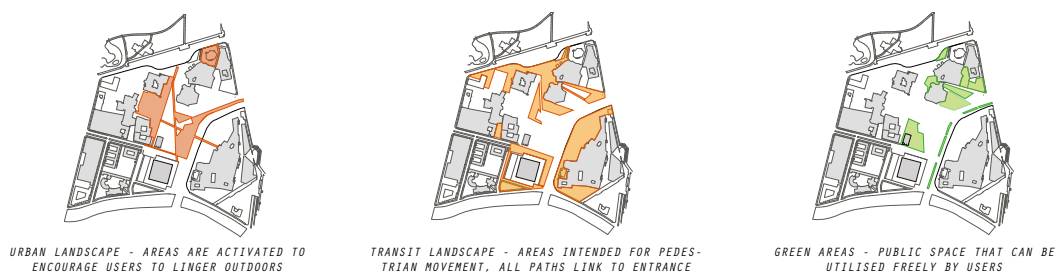 URBAN LANDSCAPE - AREAS ARE ACTIVATED TO
ENCOURAGE USERS TO LINGER OUTDOORS
TRANSIT LANDSCAPE - AREAS INTENDED FOR PEDES-
TRIAN MOVEMENT, ALL PATHS LINK TO ENTRANCE
GREEN AREAS - PUBLIC SPACE THAT CAN BE
UTILISED FREELY BY USERS